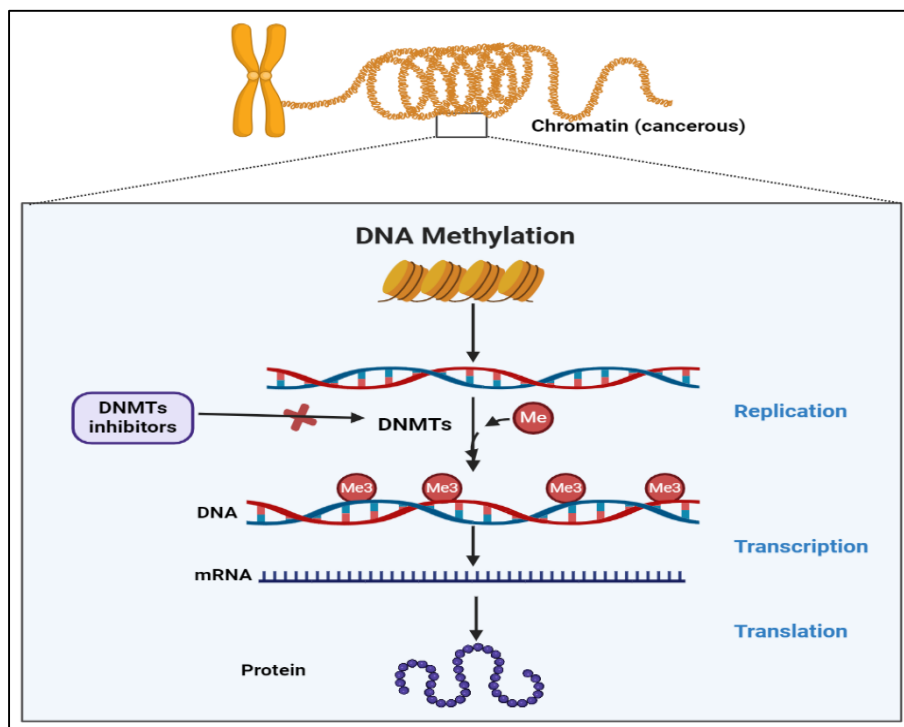 Chromatin (cancerous)
DNA Methylation
DNMTs
inhibitors
DNMTs
Me
Replication
Me3
Me3
Me3
Me3
DNA
Transcription
mRNA
Translation
Protein